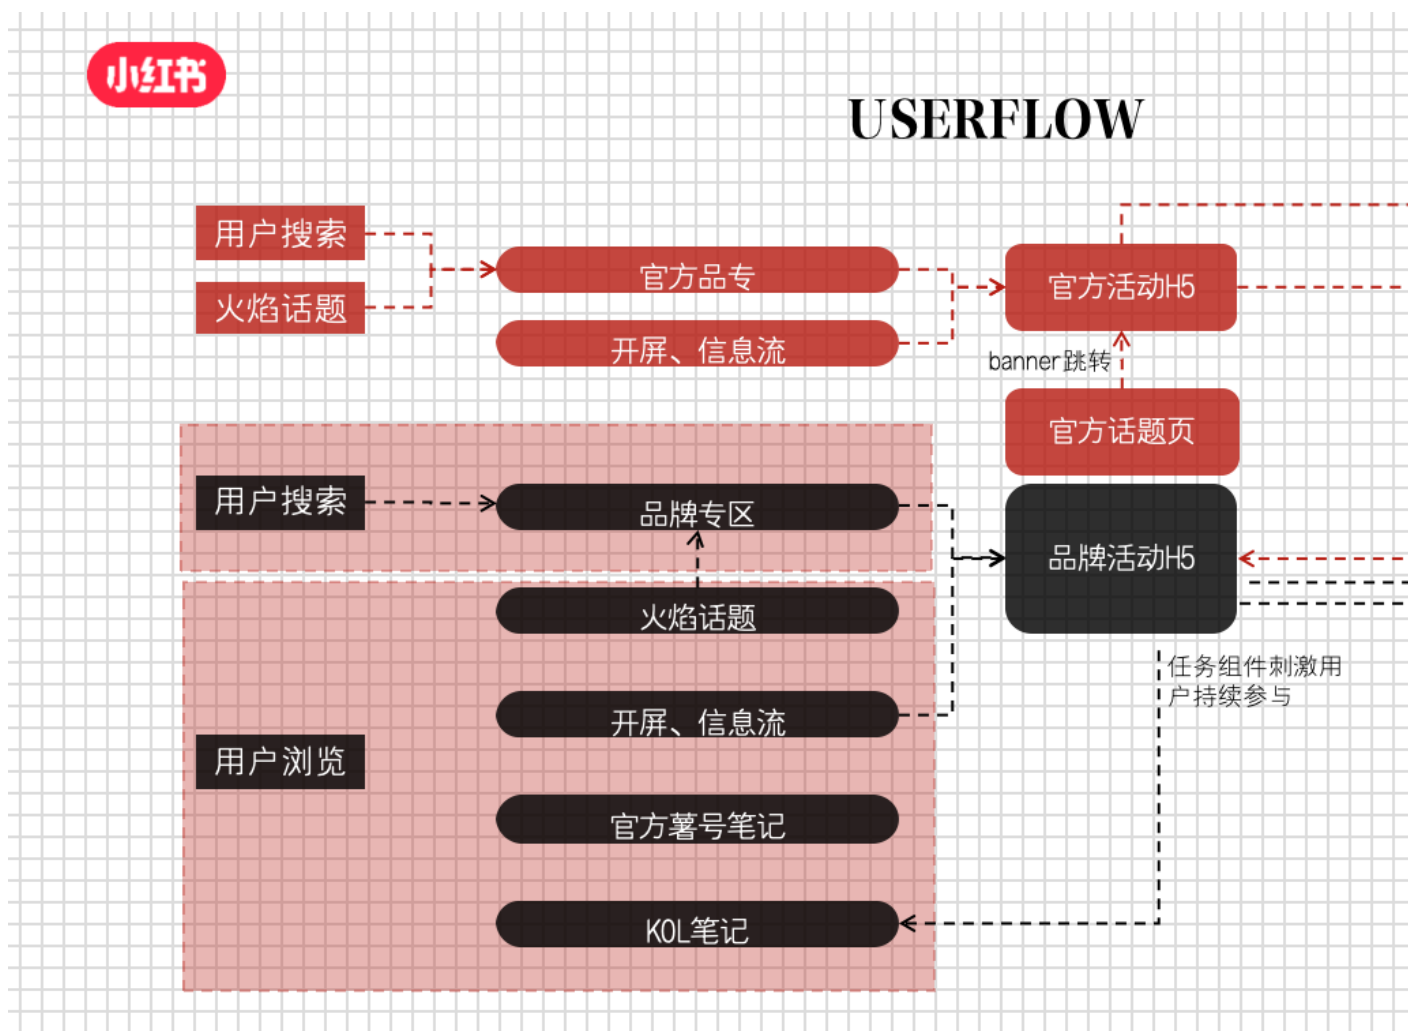 小红书
USERFLOW
用户搜索
火焰话题
官方品专
开屏、信息流
官方活动H5
banner跳转
官方话题页
用户搜索
品牌专区
品牌活动H5
火焰话题
任务组件刺激用
户持续参与
开屏、信息流
用户浏览
官方薯号笔记
KOL笔记